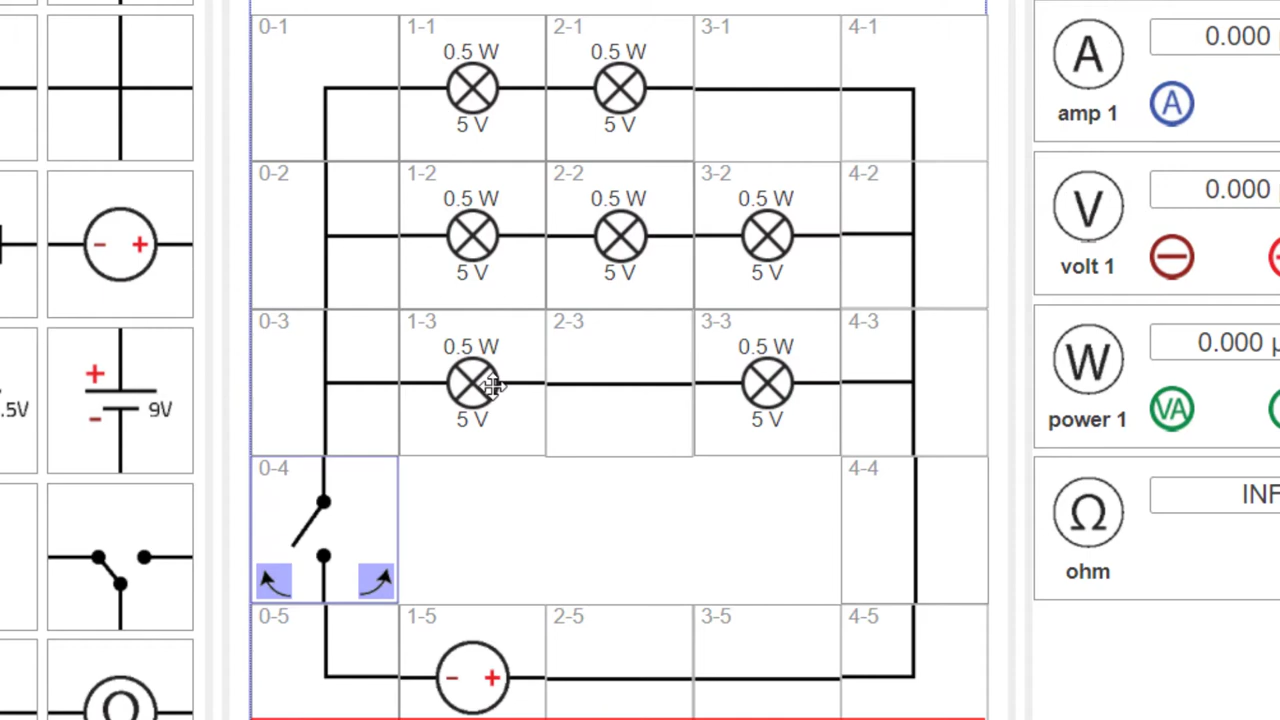 0-1 1-1 2-1 3-1 4-1
0.5 W 0.5 W
5 V 5 V
0-2 1-2 2-2 3-2 4-2
0.5 W 0.5 W 0.5 W
5 V 5 V 5 V
0-3 1-3 2-3 3-3 4-3
0.5 W 0.5 W
5 V 5 V
0-4 4-4
0-5 1-5 2-5 3-5 4-5
- +
- +
+
-
.5V
9V
A
0.000
amp 1
A
V
0.000
volt 1
W
0.000 µ
power 1
VA
Ω
INF
ohm